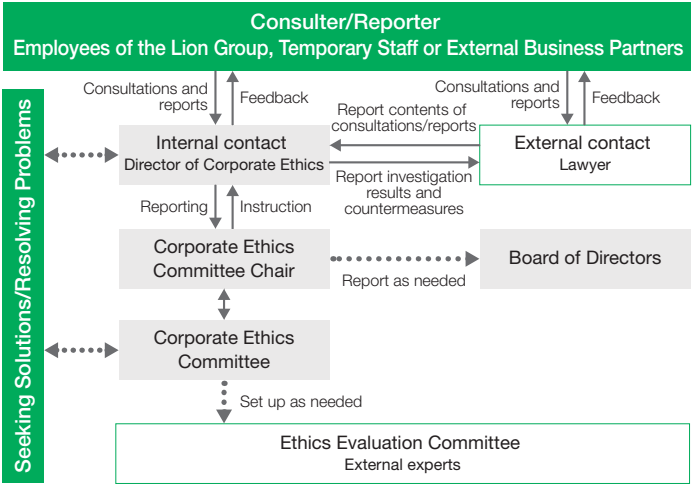 Consulter/Reporter
Employees of the Lion Group, Temporary Staff or External Business Partners
Consultations and
reports
Feedback
Consultations and
reports
Feedback
Report contents of
consultations/reports
Internal contact
Director of Corporate Ethics
External contact
Lawyer
Report investigation
results and
countermeasures
Reporting
Instruction
Corporate Ethics
Committee Chair
Report as needed
Board of Directors
Corporate Ethics
Committee
Set up as needed
Ethics Evaluation Committee
External experts
Seeking Solutions/Resolving Problems